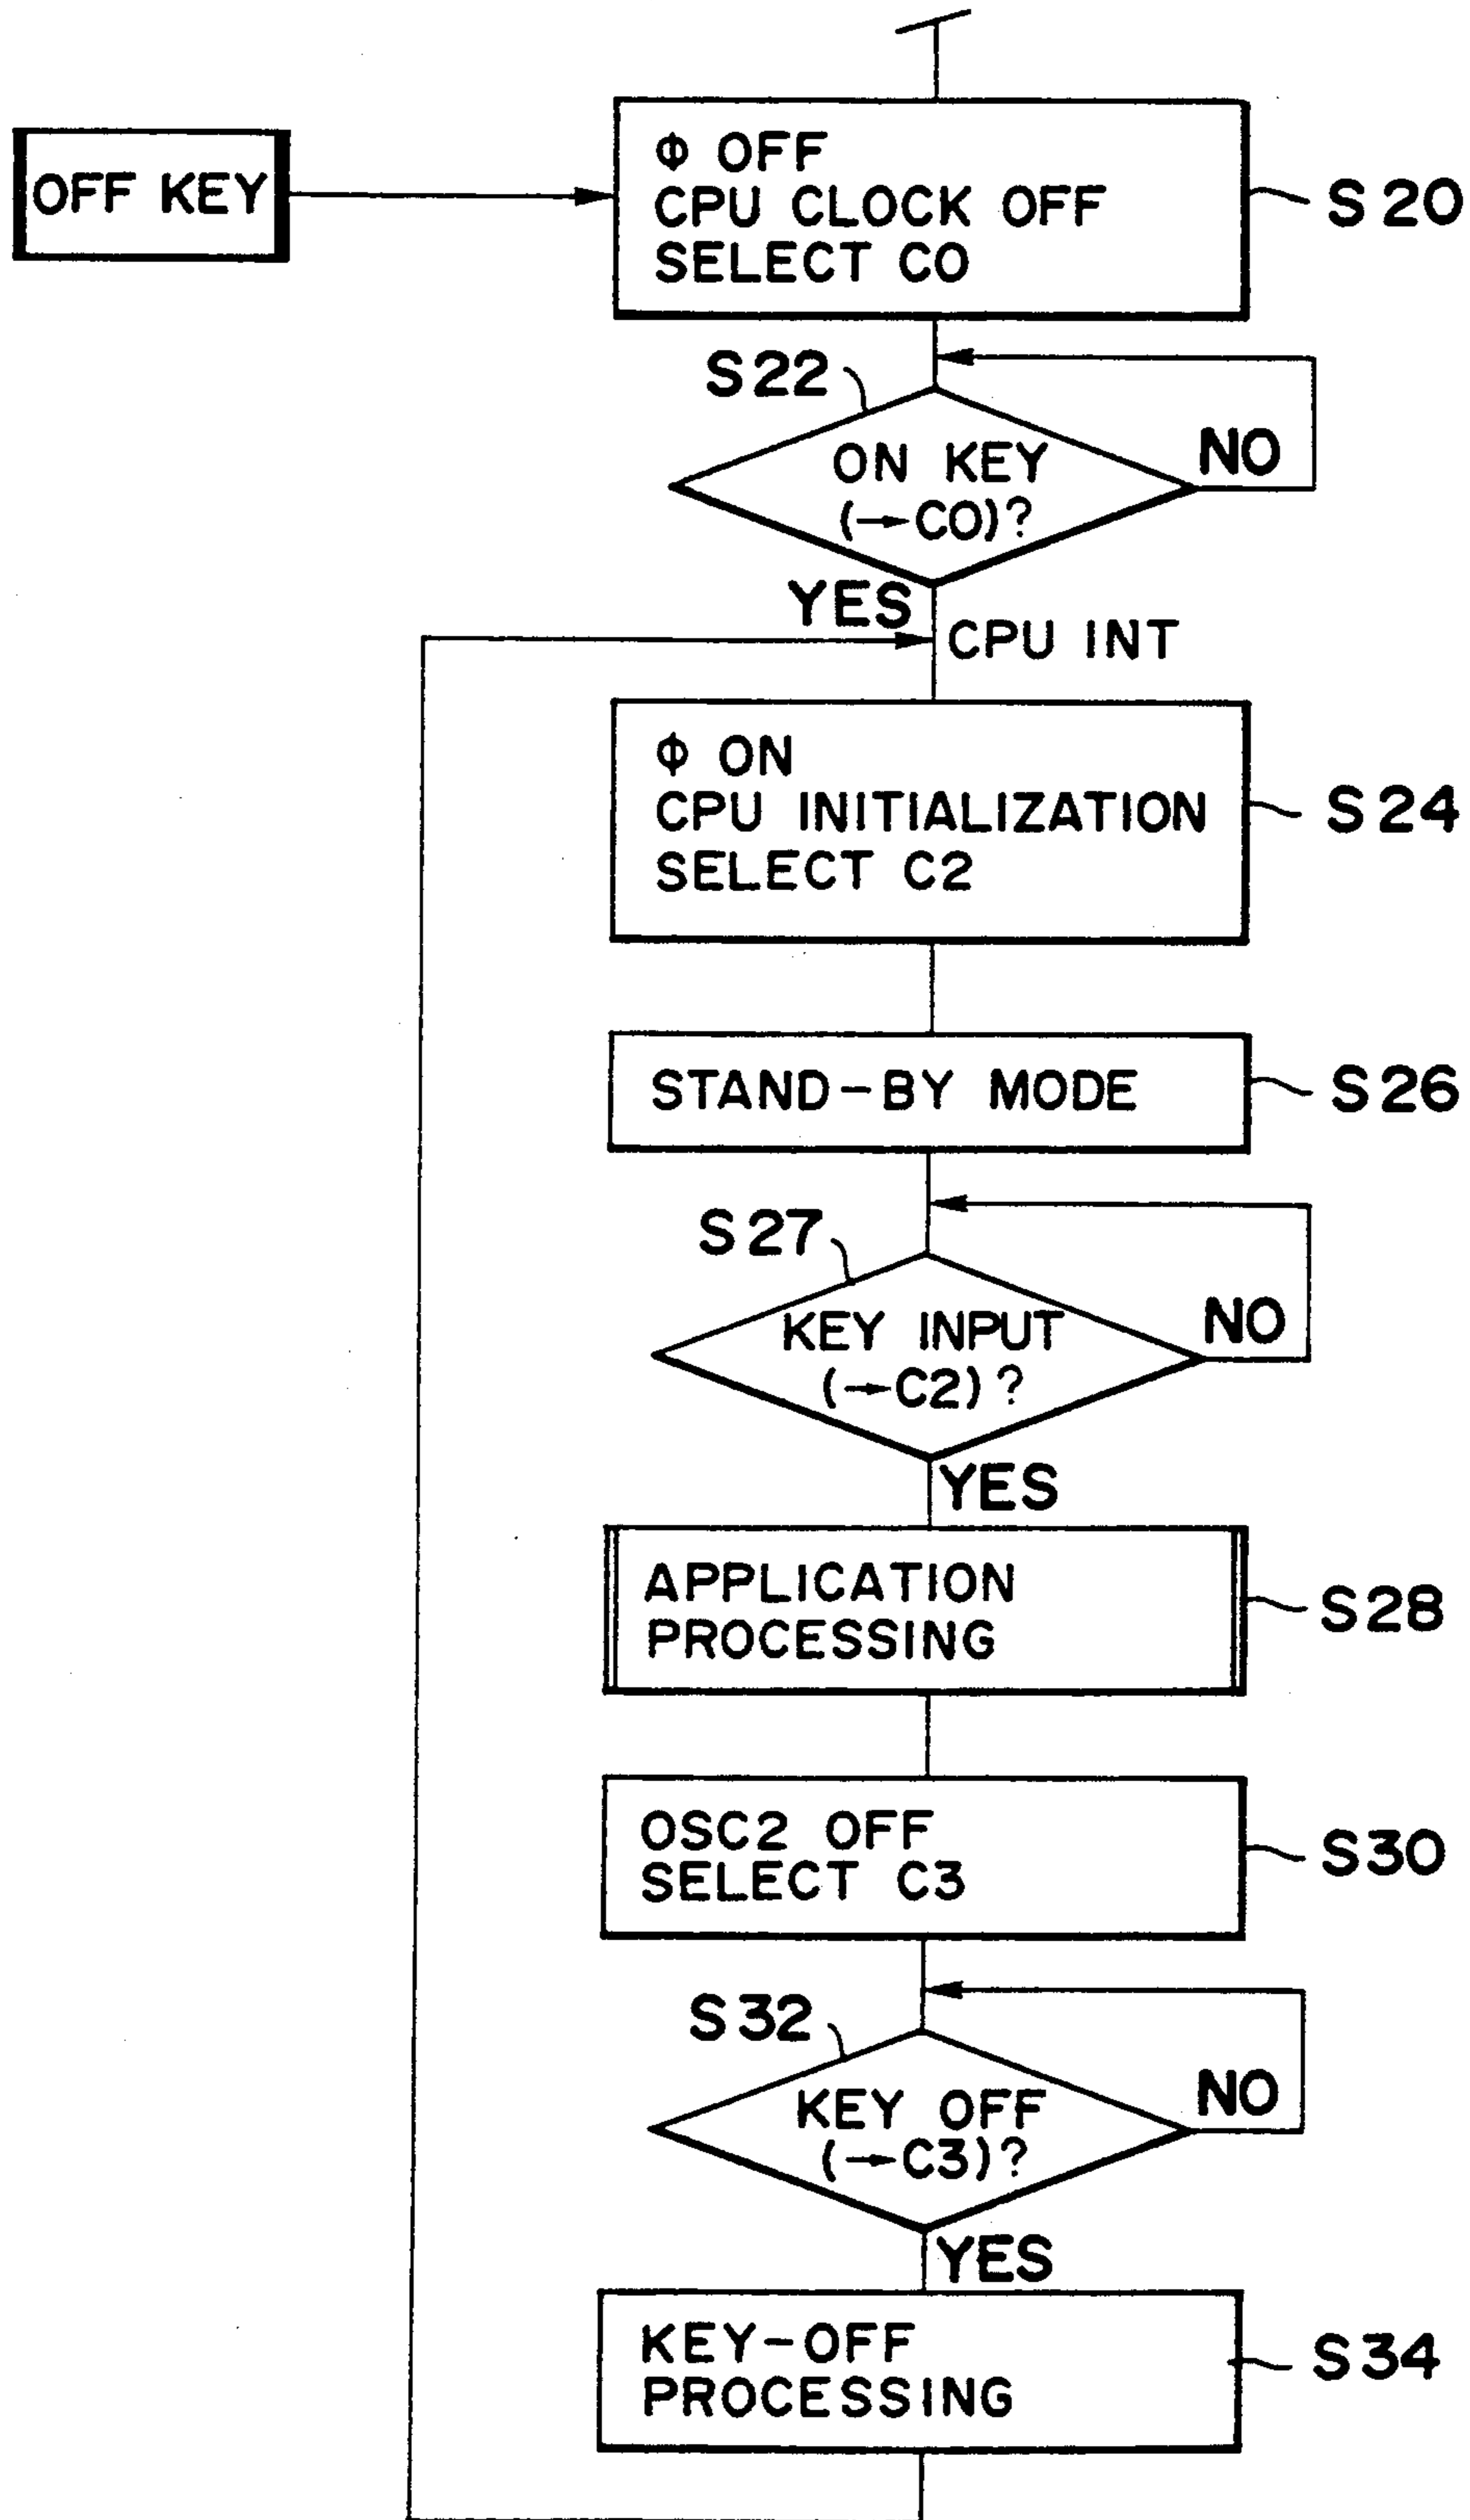 OFF KEY
Φ OFF
CPU CLOCK OFF
SELECT C0
S20
S22
ON KEY
(→C0)?
NO
YES
CPU INT
Φ ON
CPU INITIALIZATION
SELECT C2
S24
STAND-BY MODE
S26
S27
KEY INPUT
(→C2)?
NO
YES
APPLICATION
PROCESSING
S28
OSC2 OFF
SELECT C3
S30
S32
KEY OFF
(→C3)?
NO
YES
KEY-OFF
PROCESSING
S34